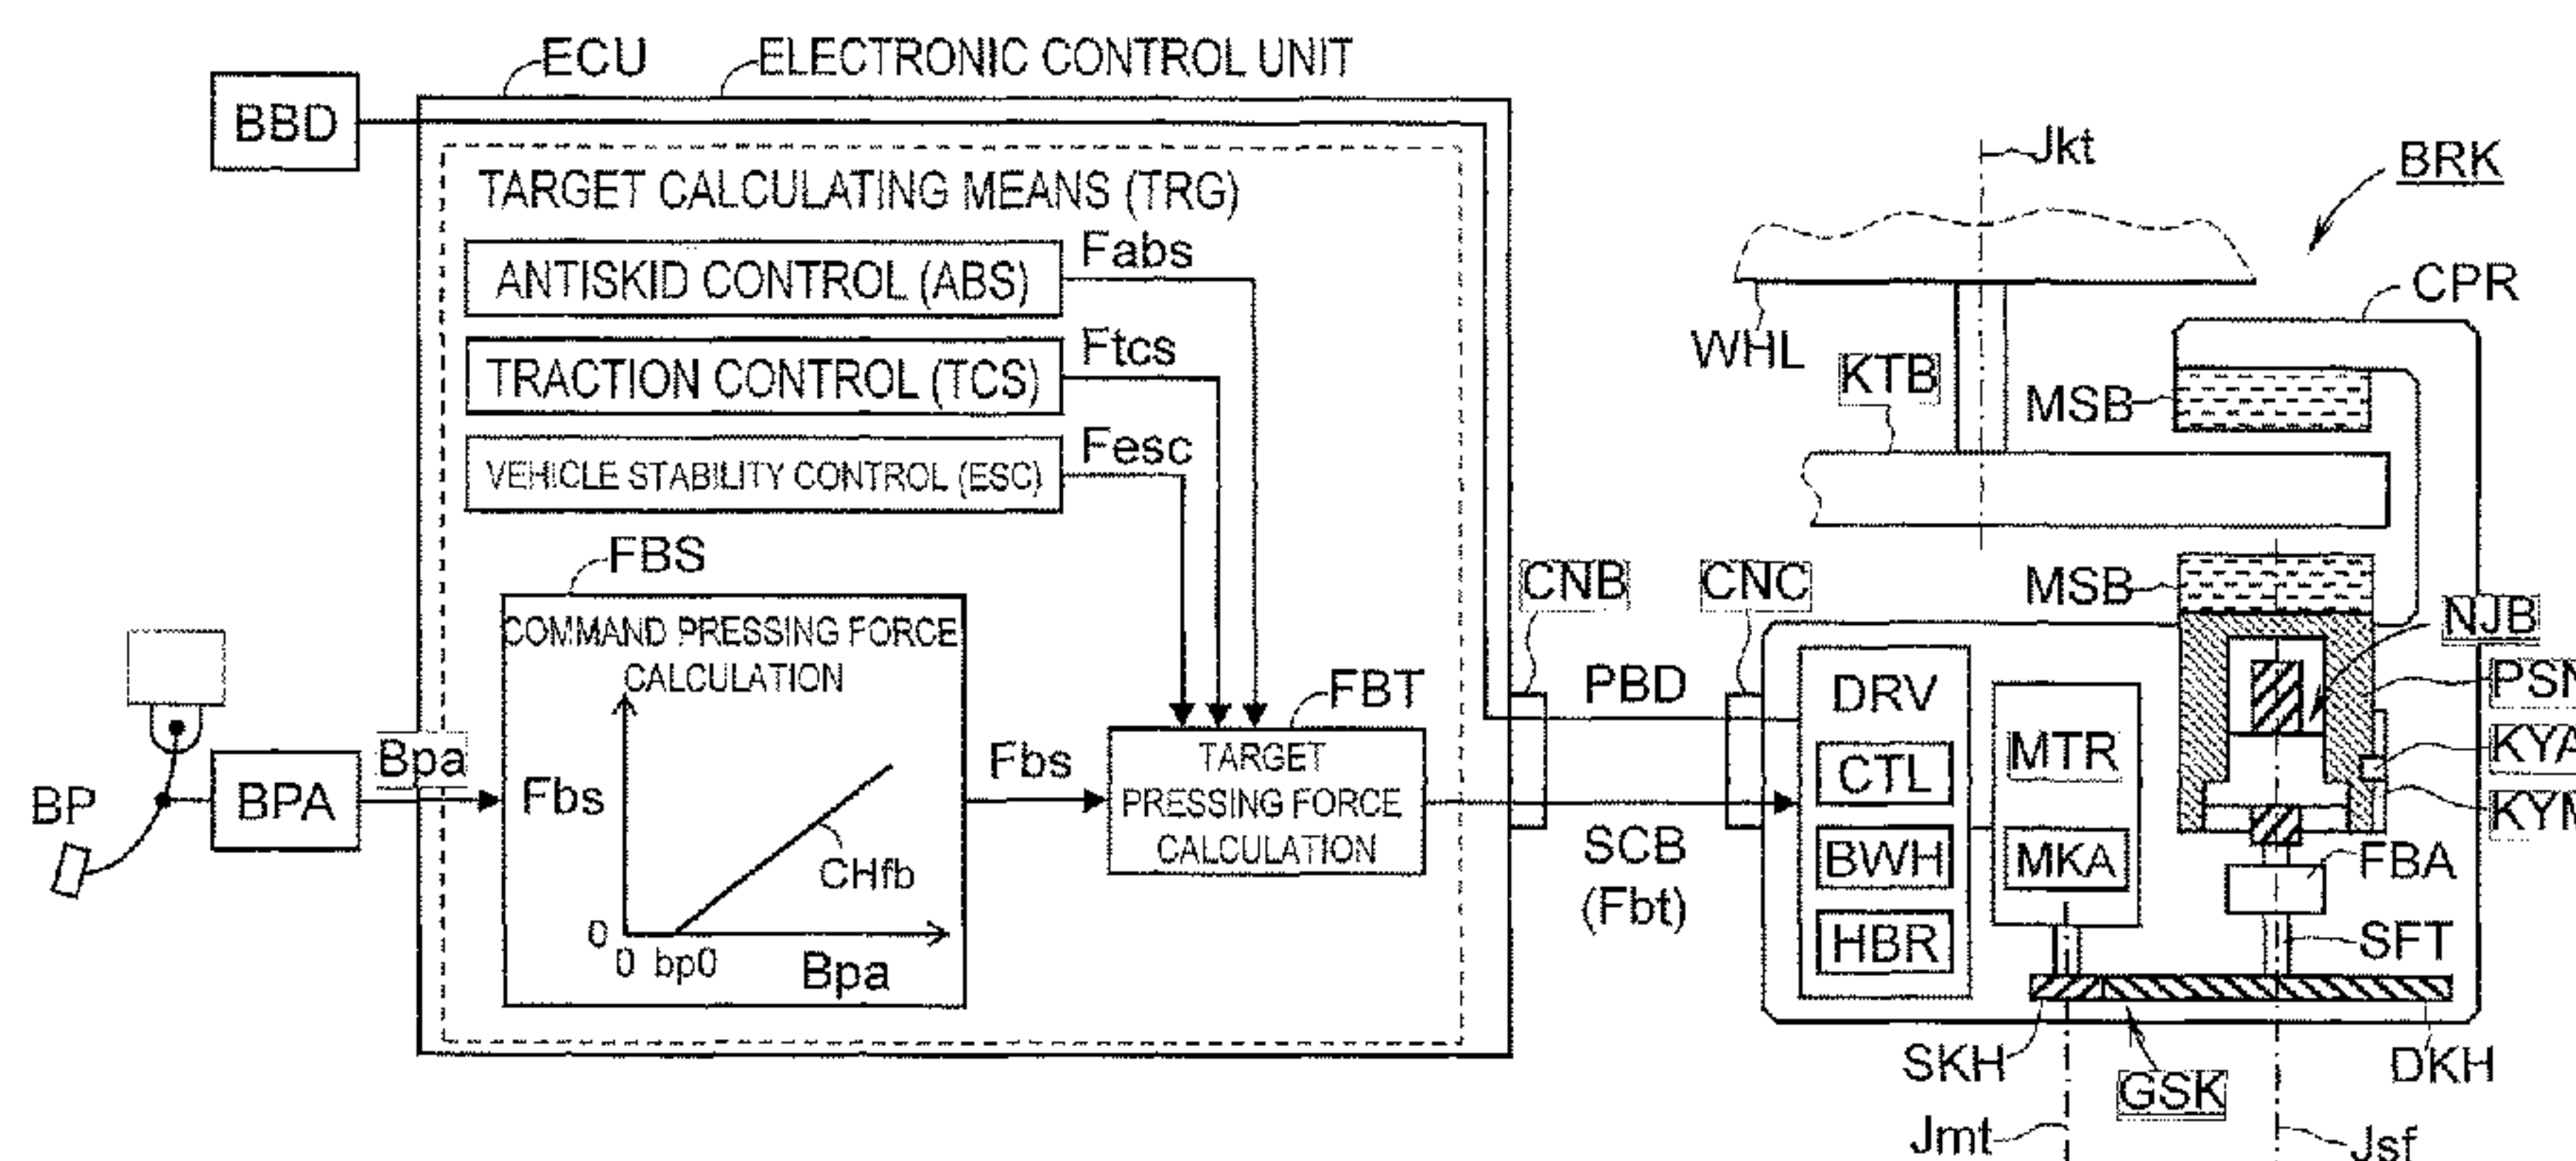 ECU
ELECTRONIC CONTROL UNIT
BBD
TARGET CALCULATING MEANS (TRG)
ANTISKID CONTROL (ABS)
Fabs
TRACTION CONTROL (TCS)
Ftcs
VEHICLE STABILITY CONTROL (ESC)
Fesc
FBS
COMMAND PRESSING FORCE
CALCULATION
Fbs
CHfb
0
0 bp0
Bpa
BP
BPA
Bpa
Fbs
FBT
TARGET
PRESSING FORCE
CALCULATION
CNB
CNC
PBD
SCB
(Fbt)
Jkt
BRK
CPR
WHL
KTB
MSB
MSB
NJB
DRV
CTL
BWH
HBR
MTR
MKA
PSN
KYA
KYM
FBA
SFT
SKH
GSK
DKH
Jmt
Jsf